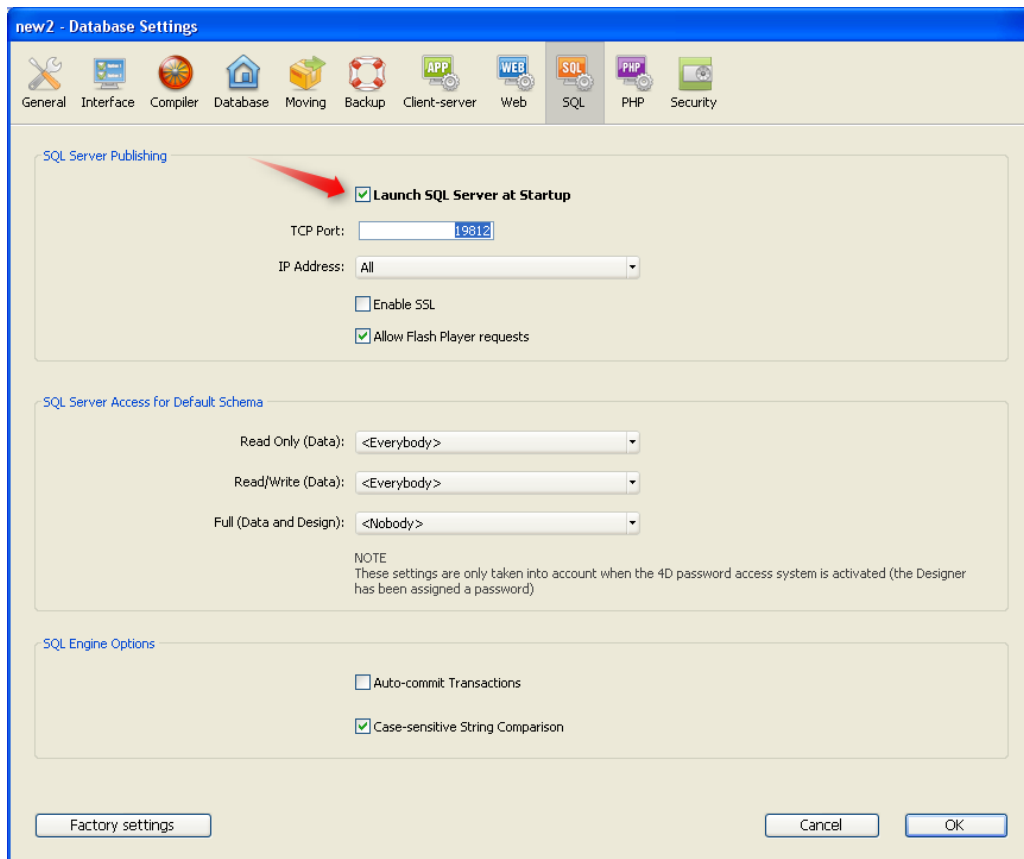 new2 - Database Settings
APP WEB SQL PHP
General Interface Compiler Database Moving Backup Client-server Web SQL PHP Security
SQL Server Publishing
Launch SQL Server at Startup
TCP Port: 19812
IP Address: All
Enable SSL
Allow Flash Player requests
SQL Server Access for Default Schema
Read Only (Data): <Everybody>
Read/Write (Data): <Everybody>
Full (Data and Design): <Nobody>
NOTE
These settings are only taken into account when the 4D password access system is activated (the Designer
has been assigned a password)
SQL Engine Options
Auto-commit Transactions
Case-sensitive String Comparison
Factory settings Cancel OK